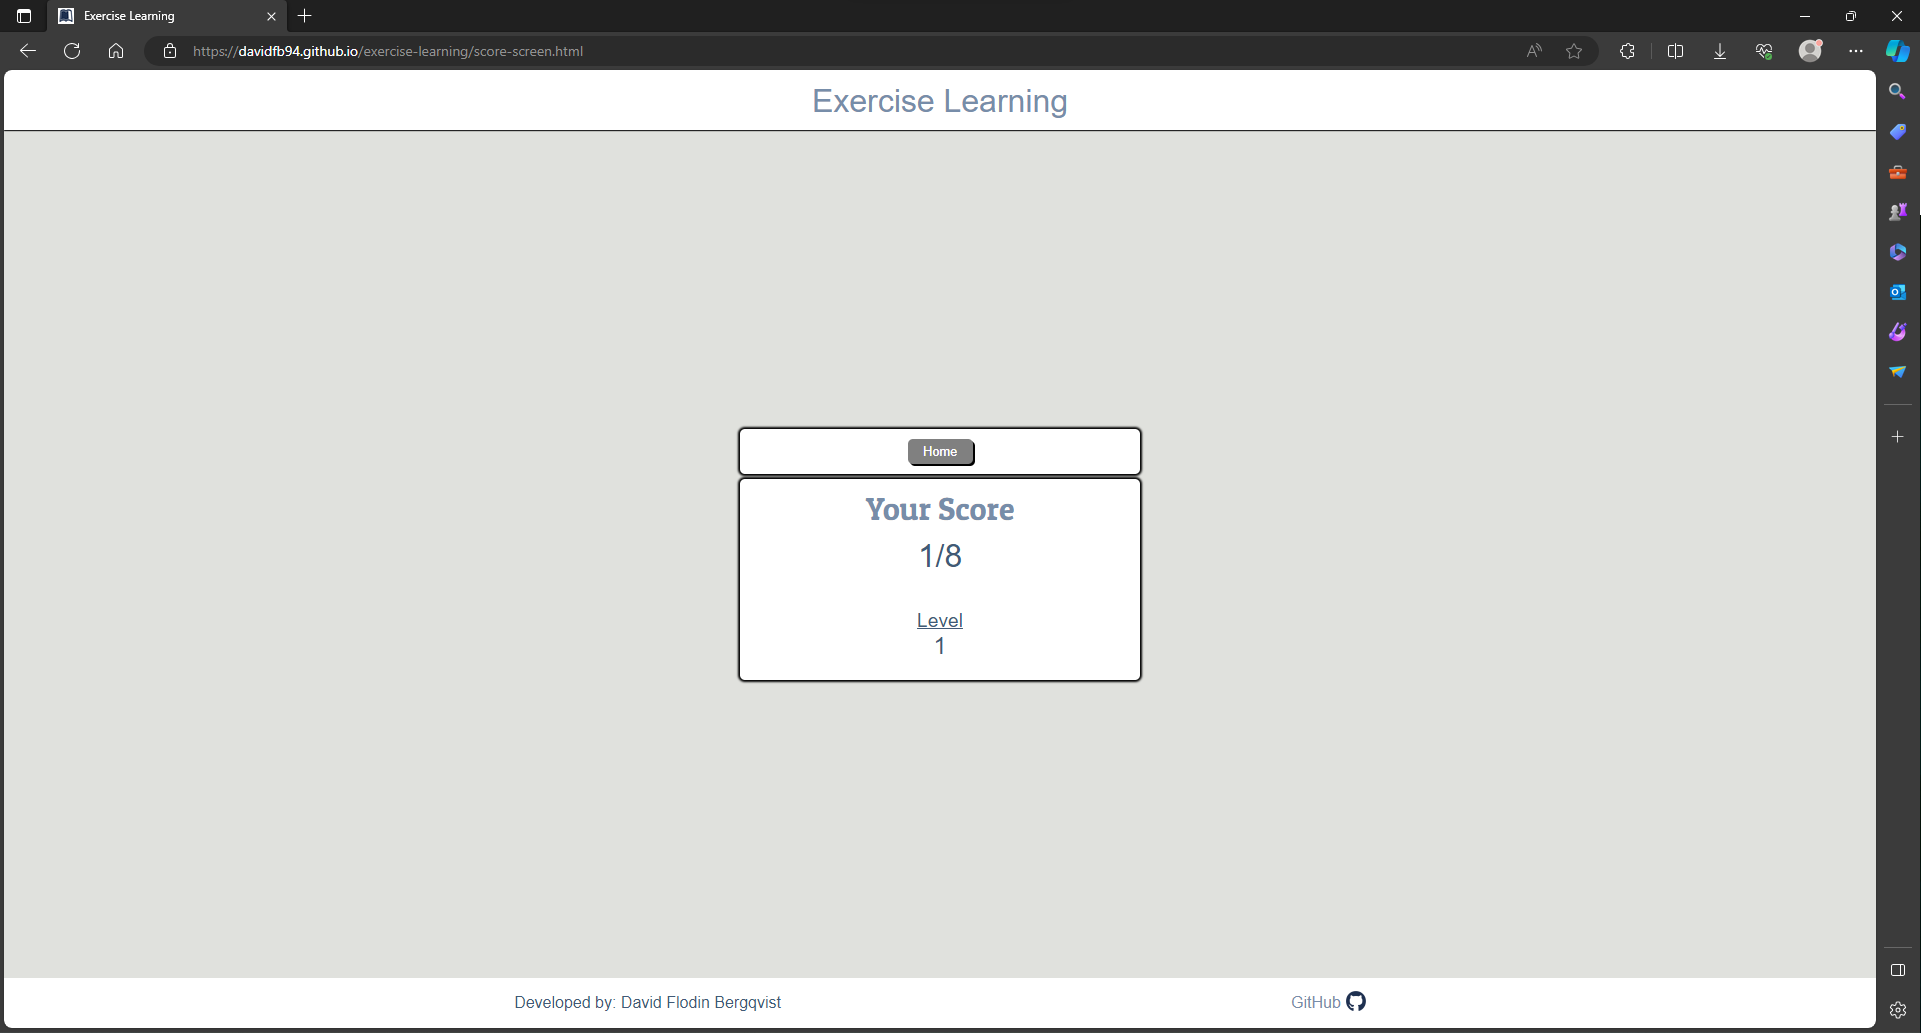 Exercise Learning
https://davidfb94.github.io/exercise-learning/score-screen.html
Exercise Learning
Home
Your Score
1/8
Level
1
Developed by: David Flodin Bergqvist
GitHub